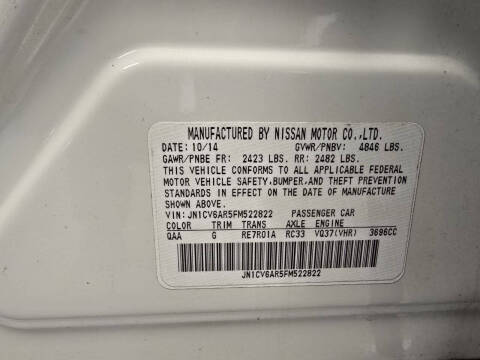 MANUFACTURED BY NISSAN MOTOR CO.,LTD.
DATE: 10/14 GVWR/PNBV: 4846 LBS.
GAWR/PNBE FR: 2423 LBS. RR: 2482 LBS.
THIS VEHICLE CONFORMS TO ALL APPLICABLE FEDERAL
MOTOR VEHICLE SAFETY, BUMPER, AND THEFT PREVENTION
STANDARDS IN EFFECT ON THE DATE OF MANUFACTURE
SHOWN ABOVE.
VIN: JN1CV6AR5FM522822 PASSENGER CAR
COLOR TRIM TRANS AXLE ENGINE
QAA G RE7R01A RC33 VQ37(VHR) 3696CC
JN1CV6AR5FM522822